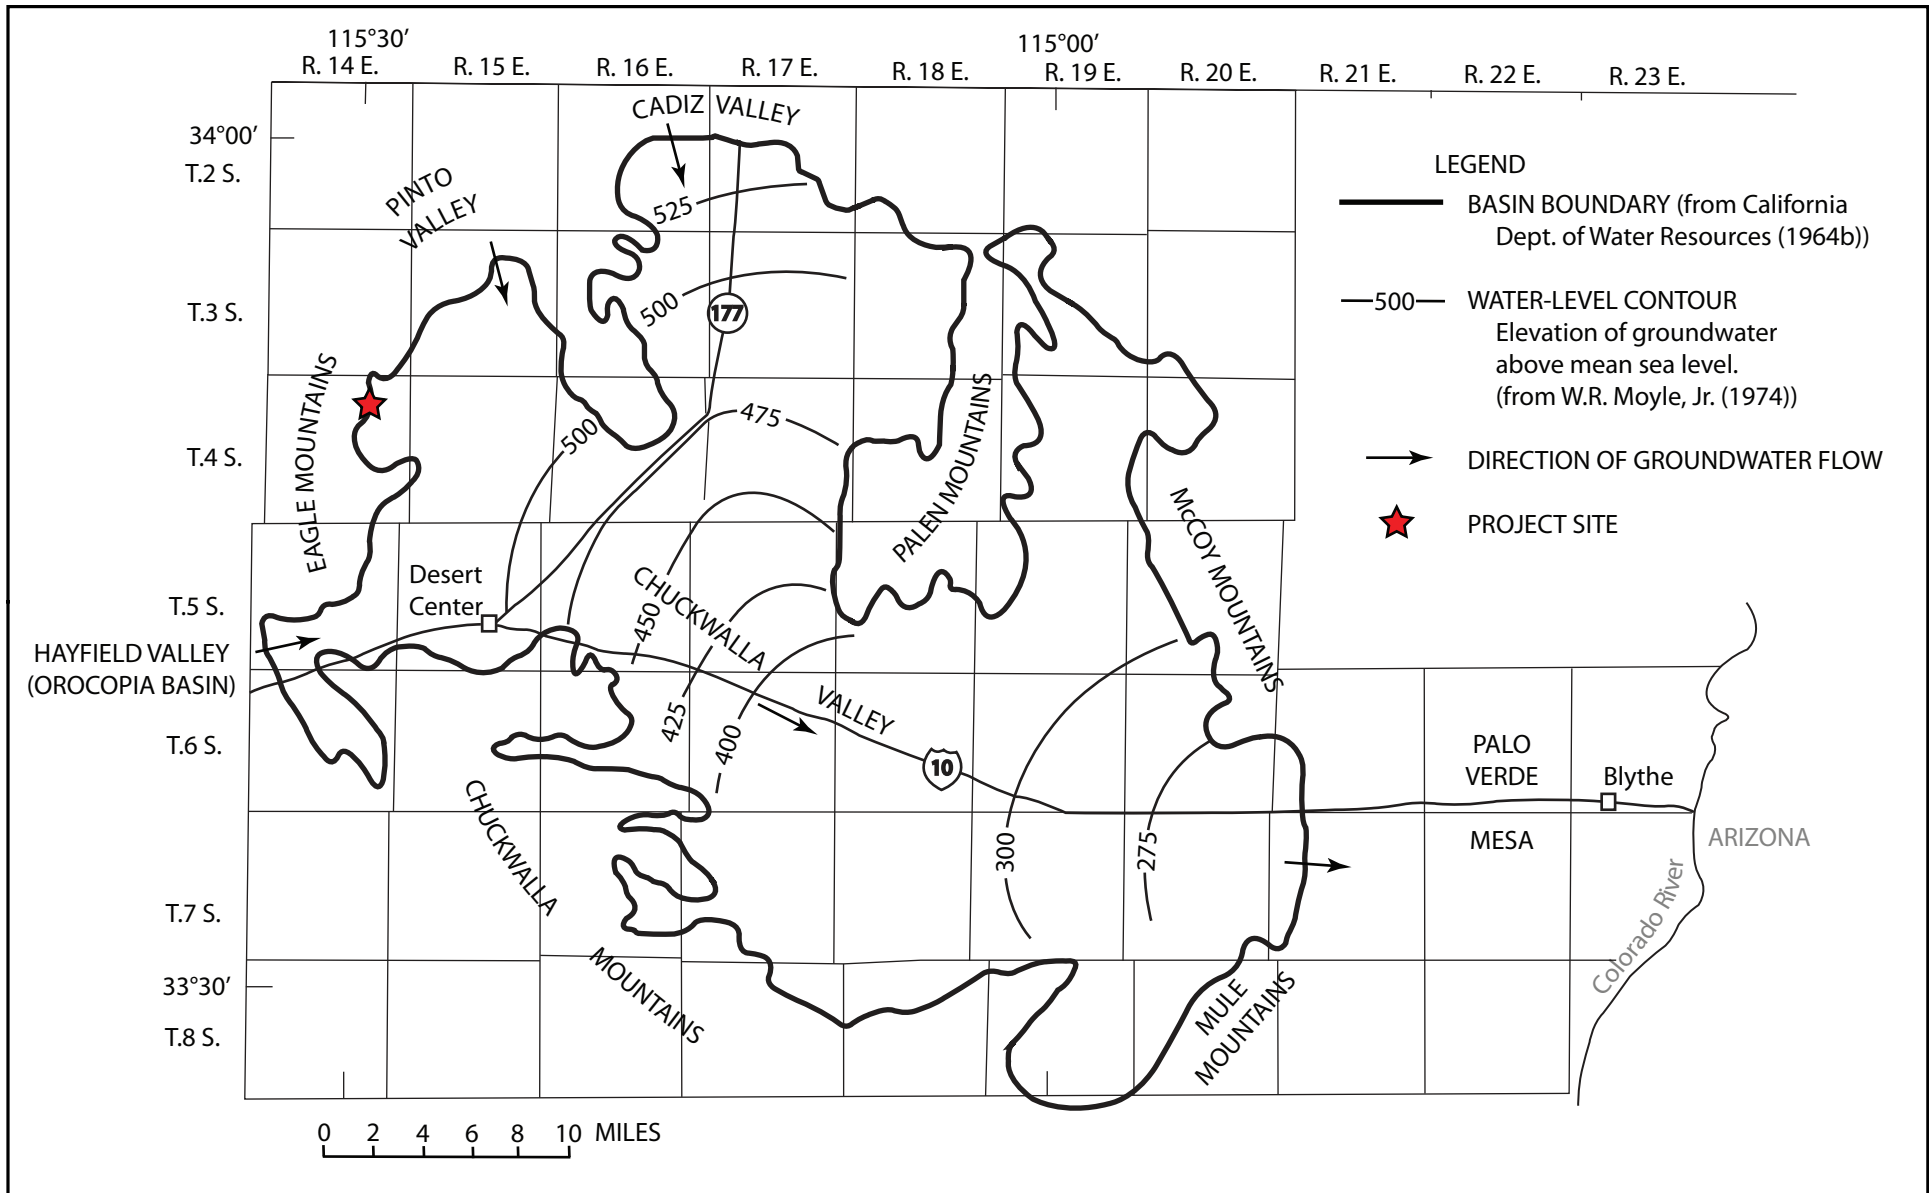 115°30′
115°00′
R. 14 E.
R. 15 E.
R. 16 E.
R. 17 E.
R. 18 E.
R. 19 E.
R. 20 E.
R. 21 E.
R. 22 E.
R. 23 E.
34°00′
T.2 S.
T.3 S.
T.4 S.
T.5 S.
T.6 S.
T.7 S.
33°30′
T.8 S.
CADIZ VALLEY
PINTO
VALLEY
525
500
177
475
500
EAGLE MOUNTAINS
PALEN MOUNTAINS
McCOY MOUNTAINS
Desert
Center
CHUCKWALLA
VALLEY
450
425
400
10
300
275
HAYFIELD VALLEY
(OROCOPIA BASIN)
CHUCKWALLA
MOUNTAINS
MULE
MOUNTAINS
PALO
VERDE
MESA
Blythe
ARIZONA
Colorado River
LEGEND
BASIN BOUNDARY (from California
Dept. of Water Resources (1964b))
500
WATER-LEVEL CONTOUR
Elevation of groundwater
above mean sea level.
(from W.R. Moyle, Jr. (1974))
DIRECTION OF GROUNDWATER FLOW
PROJECT SITE
0 2 4 6 8 10 MILES